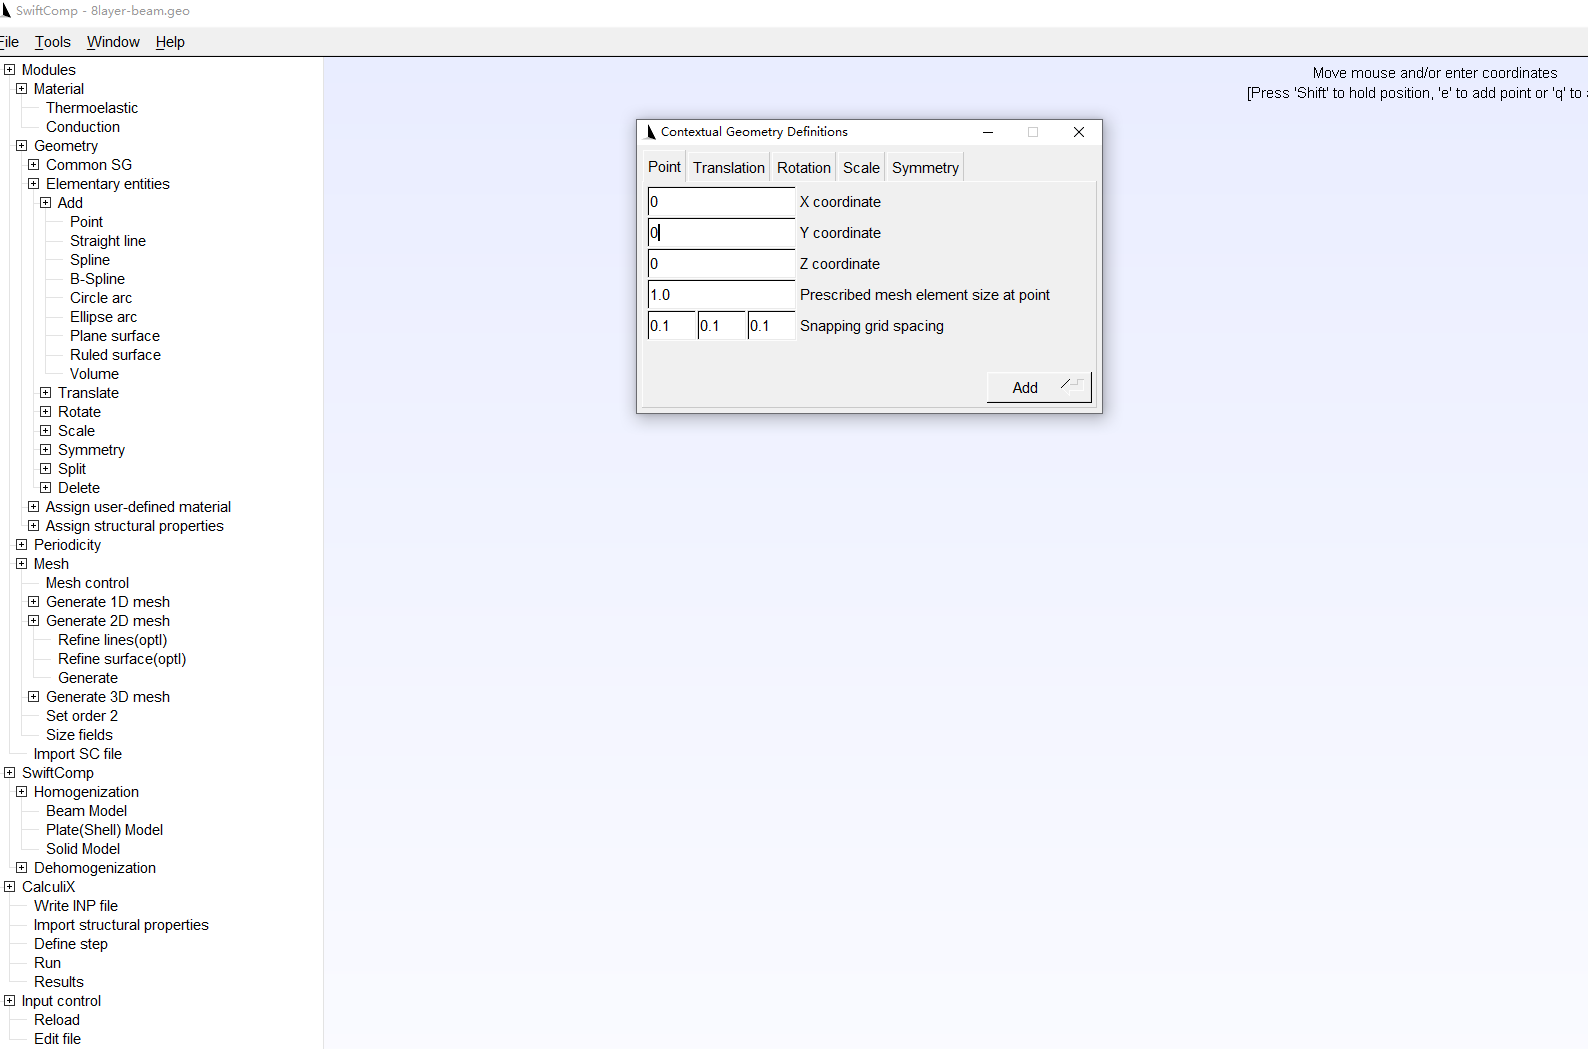 SwiftComp - 8layer-beam.geo
File Tools Window Help
Modules
Material
Thermoelastic
Conduction
Geometry
Common SG
Elementary entities
Add
Point
Straight line
Spline
B-Spline
Circle arc
Ellipse arc
Plane surface
Ruled surface
Volume
Translate
Rotate
Scale
Symmetry
Split
Delete
Assign user-defined material
Assign structural properties
Periodicity
Mesh
Mesh control
Generate 1D mesh
Generate 2D mesh
Refine lines(optl)
Refine surface(optl)
Generate
Generate 3D mesh
Set order 2
Size fields
Import SC file
SwiftComp
Homogenization
Beam Model
Plate(Shell) Model
Solid Model
Dehomogenization
CalculiX
Write INP file
Import structural properties
Define step
Run
Results
Input control
Reload
Edit file
Move mouse and/or enter coordinates
[Press 'Shift' to hold position, 'e' to add point or 'q' to
Contextual Geometry Definitions
Point Translation Rotation Scale Symmetry
0 X coordinate
0 Y coordinate
0 Z coordinate
1.0 Prescribed mesh element size at point
0.1 0.1 0.1 Snapping grid spacing
Add